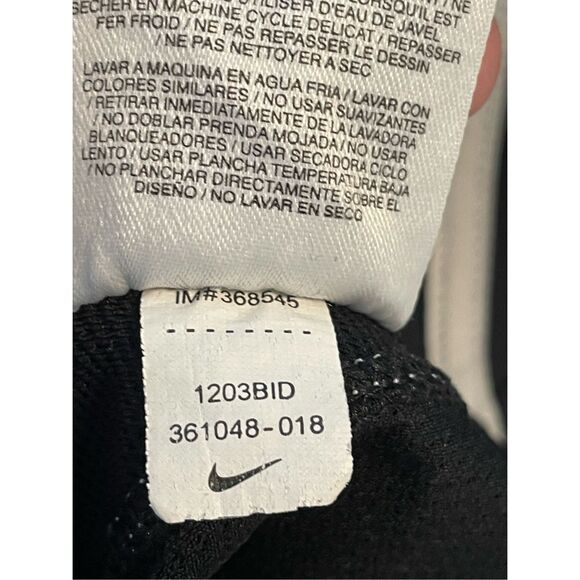 SECHER EN MACHINE CYCLE DELICAT / REPASSER
FER FROID / NE PAS REPASSER LE DESSIN
/ NE PAS NETTOYER A SEC
LAVAR A MAQUINA EN AGUA FRIA / LAVAR CON
COLORES SIMILARES / NO USAR SUAVIZANTES
/ RETIRAR INMEDIATAMENTE DE LA LAVADORA
/ NO DOBLAR PRENDA MOJADA / NO USAR
BLANQUEADORES / USAR SECADORA CICLO
LENTO / USAR PLANCHA TEMPERATURA BAJA
/ NO PLANCHAR DIRECTAMENTE SOBRE EL
DISEÑO / NO LAVAR EN SECO
IM#368545
1203BID
361048-018